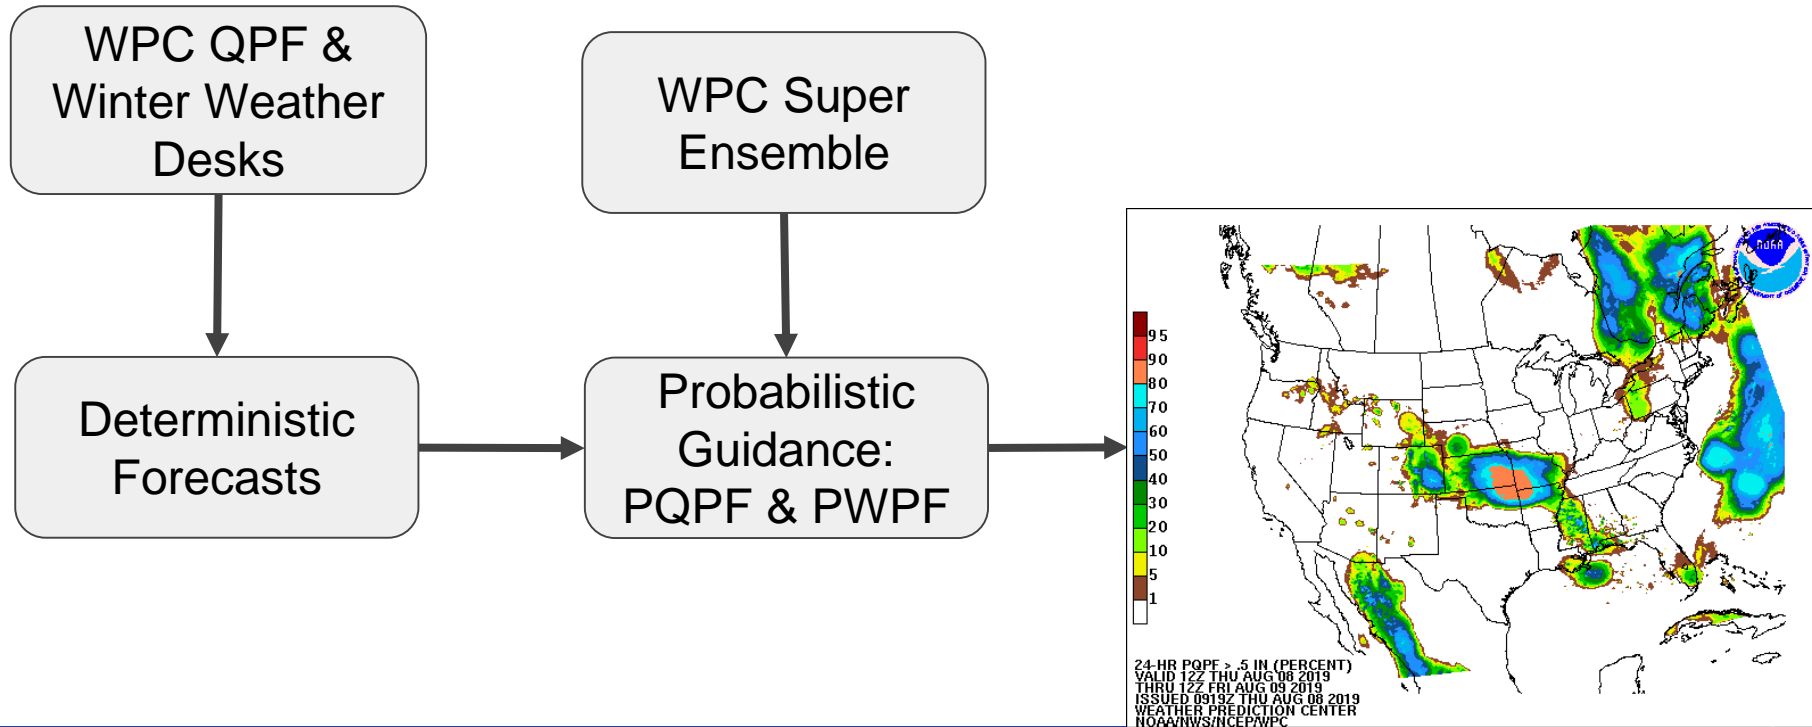 WPC QPF &
Winter Weather
Desks
WPC Super
Ensemble
Deterministic
Forecasts
Probabilistic
Guidance:
PQPF & PWPF
NOAA
95
90
80
70
60
50
40
30
20
10
5
1
24-HR PQPF > .5 IN (PERCENT)
VALID 12Z THU AUG 08 2019
THRU 12Z FRI AUG 09 2019
ISSUED 0919Z THU AUG 08 2019
WEATHER PREDICTION CENTER
NOAA/NWS/NCEP/WPC